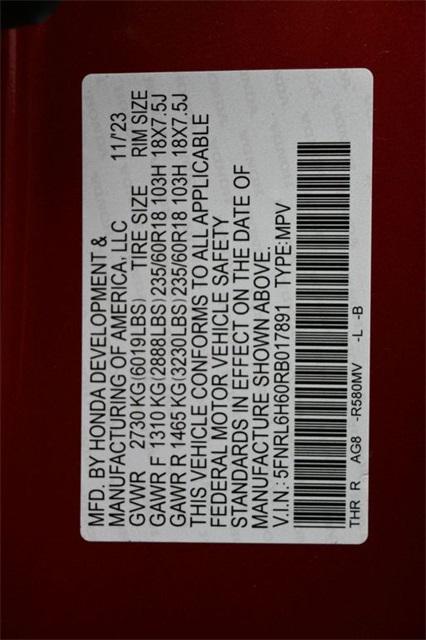 MFD. BY HONDA DEVELOPMENT &
MANUFACTURING OF AMERICA, LLC 11/'23
GVWR 2730 KG(6019LBS) TIRE SIZE RIM SIZE
GAWR F 1310 KG(2888LBS)235/60R18 103H 18X7.5J
GAWR R 1465 KG(3230LBS)235/60R18 103H 18X7.5J
THIS VEHICLE CONFORMS TO ALL APPLICABLE
FEDERAL MOTOR VEHICLE SAFETY
STANDARDS IN EFFECT ON THE DATE OF
MANUFACTURE SHOWN ABOVE.
V.I.N.: 5FNRL6H60RB017891 TYPE:MPV
THR R AG8 -R580MV -L -B